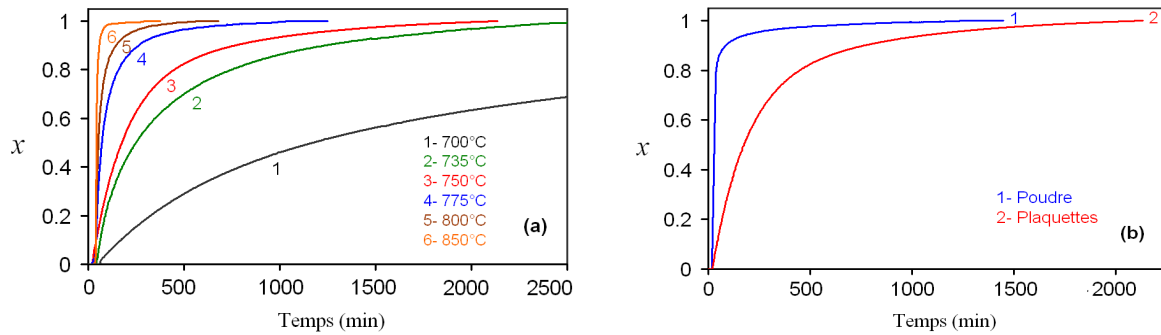 1
0.8
0.6
0.4
0.2
0
x
0 500 1000 1500 2000 2500
Temps (min)
6
5
4
3
2
1
1- 700°C
2- 735°C
3- 750°C
4- 775°C
5- 800°C
6- 850°C
(a)
1
0.8
0.6
0.4
0.2
0
x
0 500 1000 1500 2000
Temps (min)
1
2
1- Poudre
2- Plaquettes
(b)